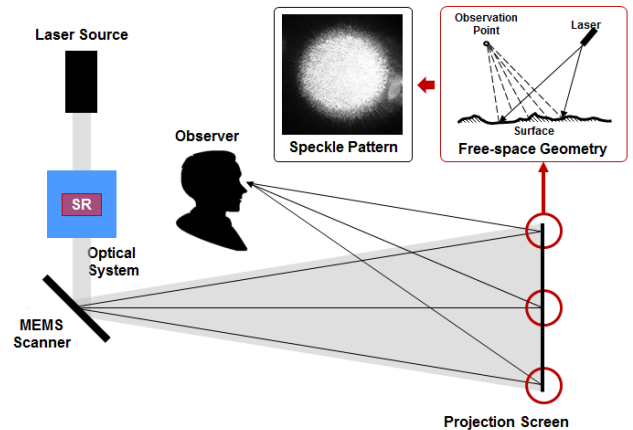 Laser Source
SR
Optical
System
MEMS
Scanner
Observer
Speckle Pattern
Observation
Point
Laser
Surface
Free-space Geometry
Projection Screen